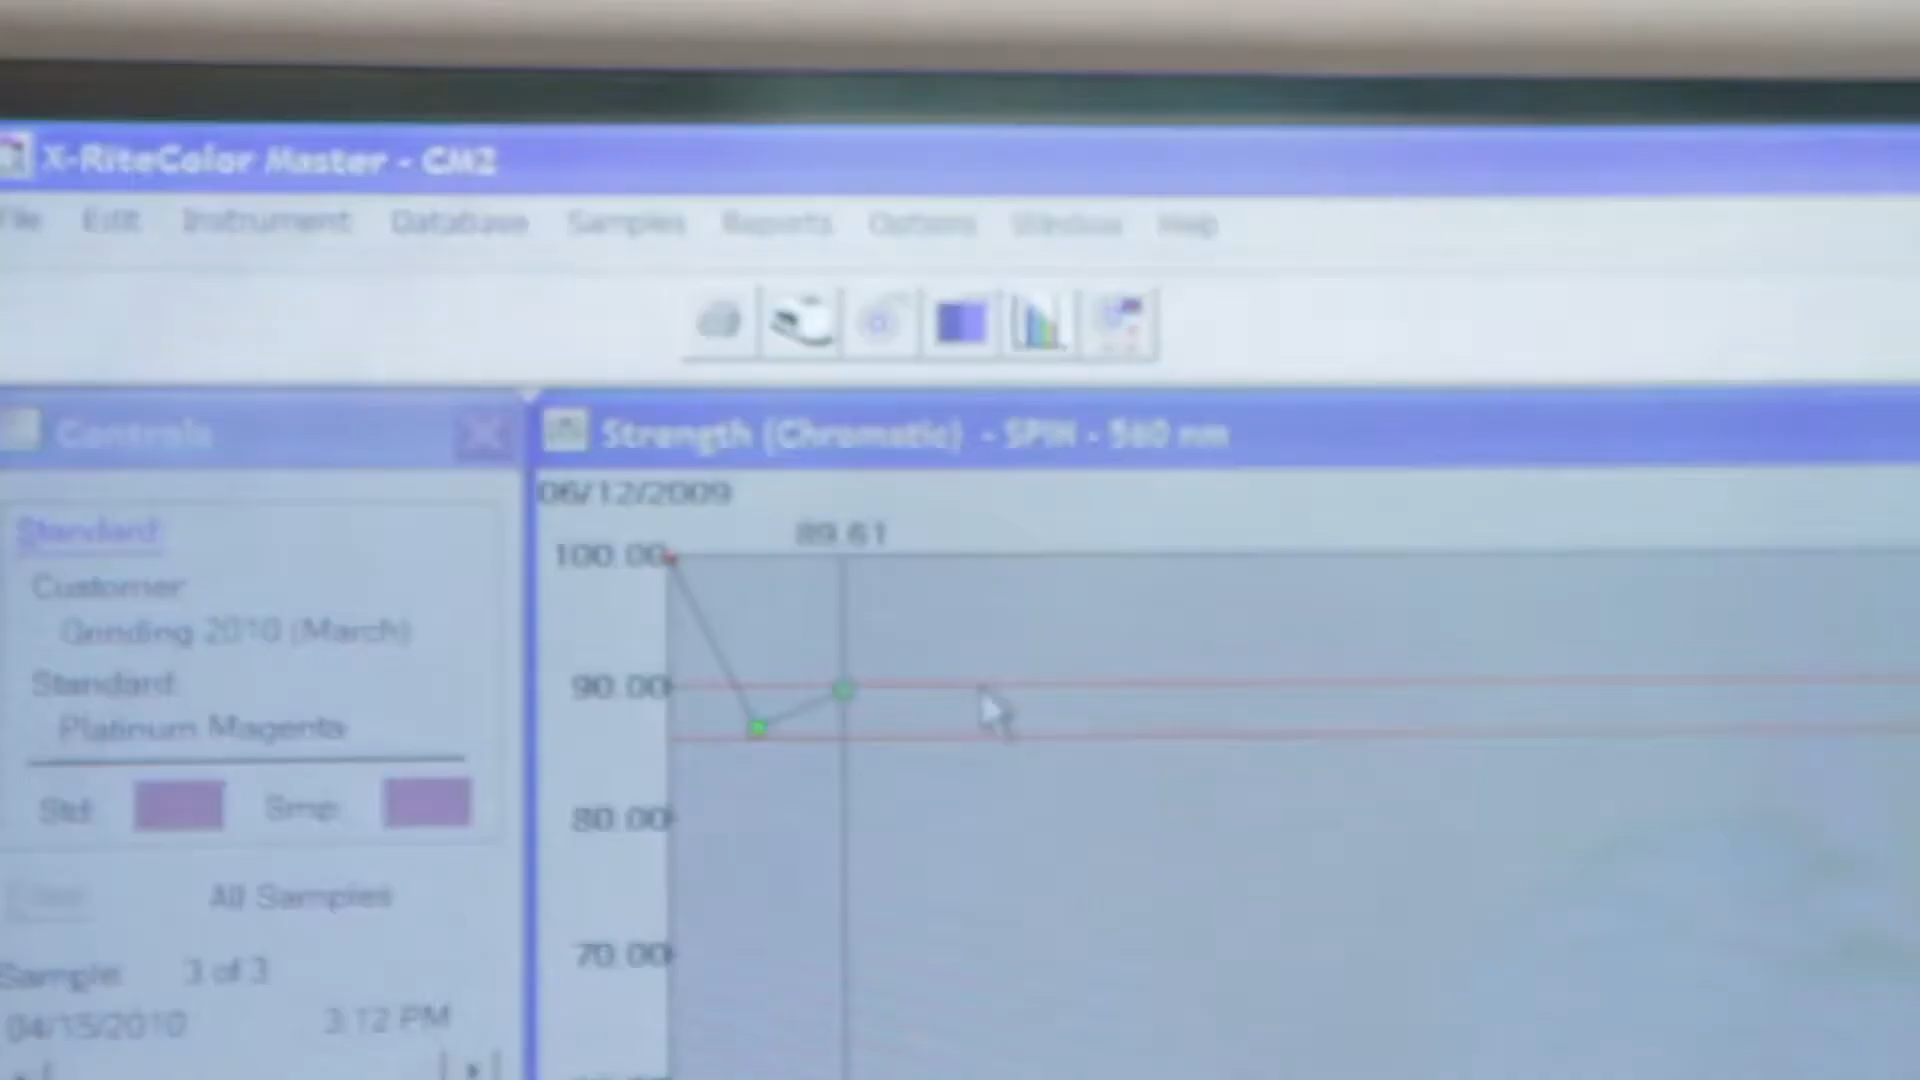 X-RiteColor Master - CM2
File Edit Instrument Database Samples Reports Options Window Help
Controls
Strength (Chromatic) - SPIN - 560 nm
06/12/2009
89.61
100.00
90.00
80.00
70.00
Standard
Customer
Grinding 2010 (March)
Standard:
Platinum Magenta
Std: Smp:
All Samples
Sample: 3 of 3
04/15/2010 3:12 PM